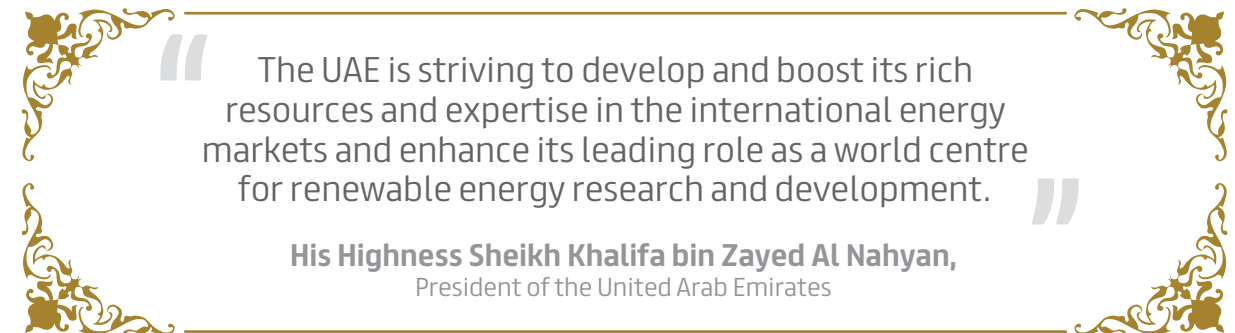 “
The UAE is striving to develop and boost its rich
resources and expertise in the international energy
markets and enhance its leading role as a world centre
for renewable energy research and development.
”
His Highness Sheikh Khalifa bin Zayed Al Nahyan,
President of the United Arab Emirates